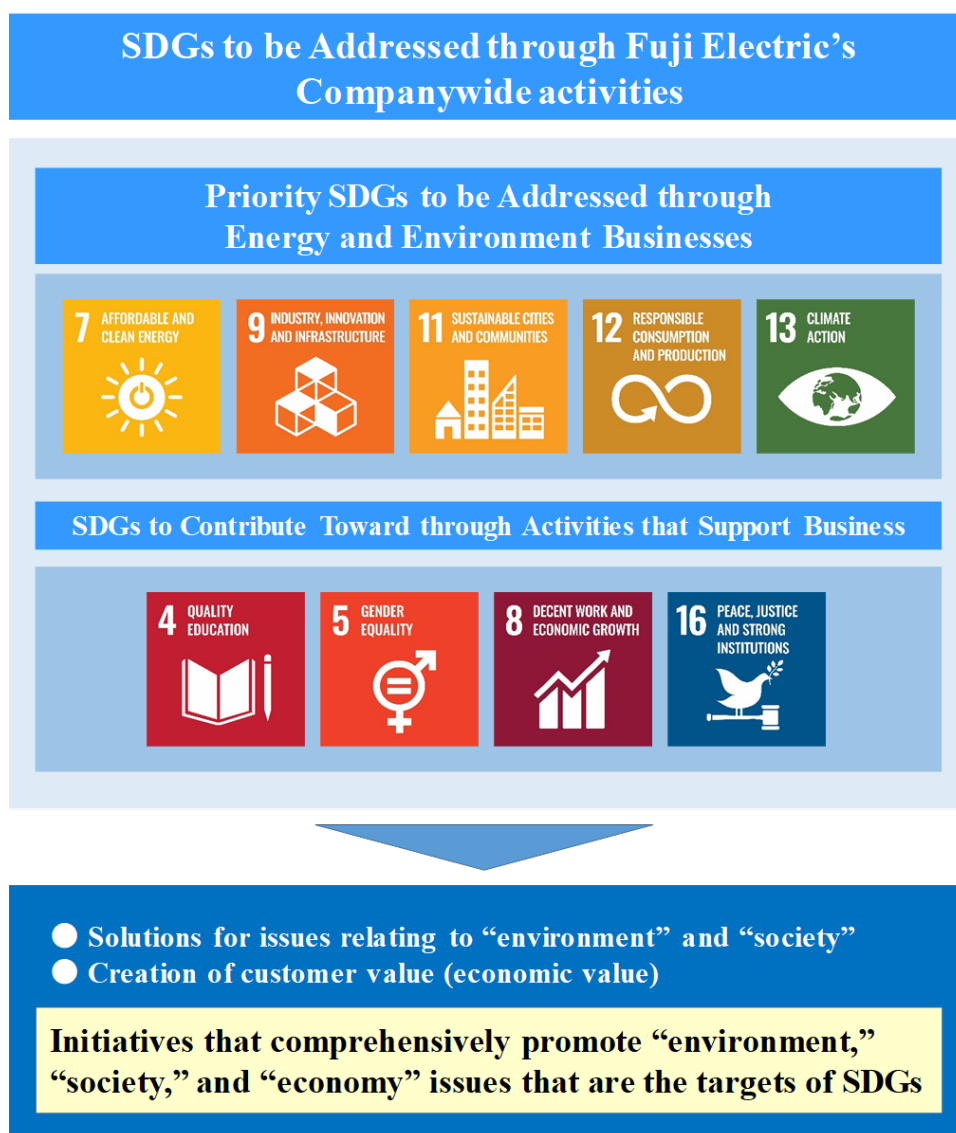 SDGs to be Addressed through Fuji Electric's
Companywide activities
Priority SDGs to be Addressed through
Energy and Environment Businesses
7 AFFORDABLE AND
CLEAN ENERGY
9 INDUSTRY, INNOVATION
AND INFRASTRUCTURE
11 SUSTAINABLE CITIES
AND COMMUNITIES
12 RESPONSIBLE
CONSUMPTION
AND PRODUCTION
13 CLIMATE
ACTION
SDGs to Contribute Toward through Activities that Support Business
4 QUALITY
EDUCATION
5 GENDER
EQUALITY
8 DECENT WORK AND
ECONOMIC GROWTH
16 PEACE, JUSTICE
AND STRONG
INSTITUTIONS
● Solutions for issues relating to “environment” and “society”
● Creation of customer value (economic value)
Initiatives that comprehensively promote “environment,”
“society,” and “economy” issues that are the targets of SDGs